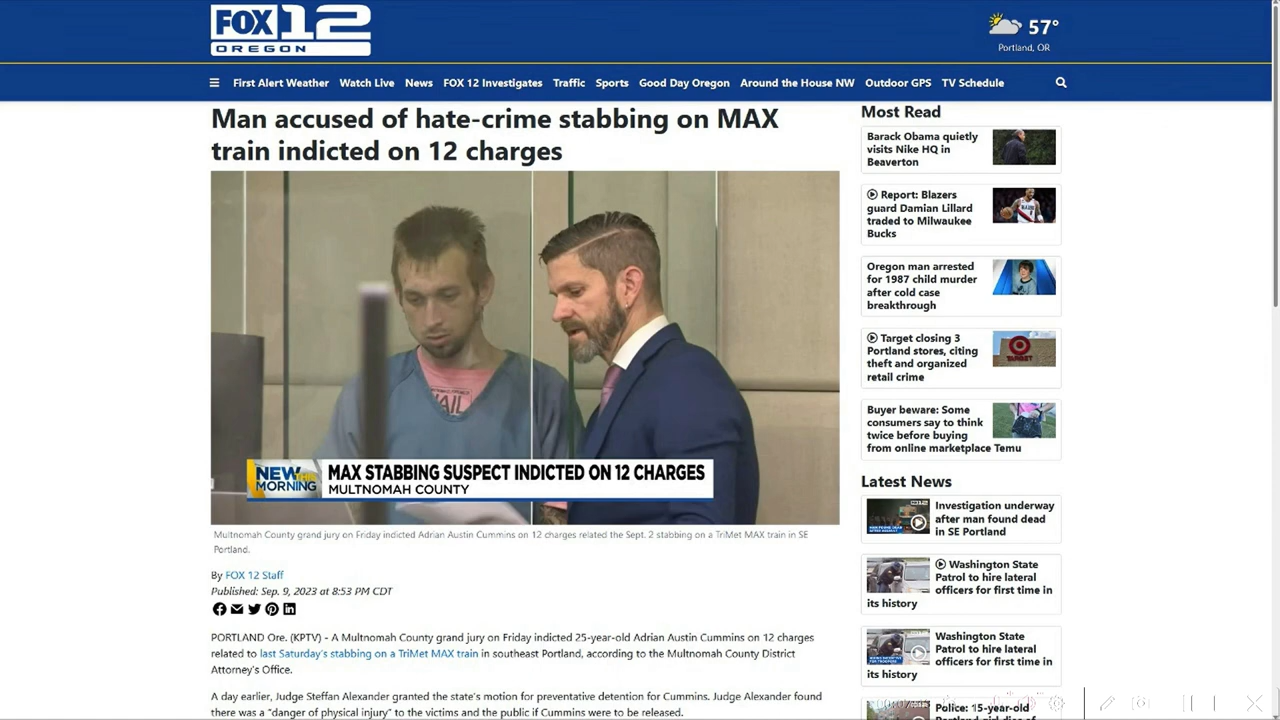 FOX 12
OREGON
57°
Portland, OR
First Alert Weather Watch Live News FOX 12 Investigates Traffic Sports Good Day Oregon Around the House NW Outdoor GPS TV Schedule
Man accused of hate-crime stabbing on MAX
train indicted on 12 charges
JAIL
NEW THIS
MORNING
MAX STABBING SUSPECT INDICTED ON 12 CHARGES
MULTNOMAH COUNTY
Multnomah County grand jury on Friday indicted Adrian Austin Cummins on 12 charges related the Sept. 2 stabbing on a TriMet MAX train in SE
Portland.
By FOX 12 Staff
Published: Sep. 9, 2023 at 8:53 PM CDT
PORTLAND Ore. (KPTV) - A Multnomah County grand jury on Friday indicted 25-year-old Adrian Austin Cummins on 12 charges
related to last Saturday's stabbing on a TriMet MAX train in southeast Portland, according to the Multnomah County District
Attorney's Office.
A day earlier, Judge Steffan Alexander granted the state's motion for preventative detention for Cummins. Judge Alexander found
there was a "danger of physical injury" to the victims and the public if Cummins were to be released.
Most Read
Barack Obama quietly
visits Nike HQ in
Beaverton
Report: Blazers
guard Damian Lillard
traded to Milwaukee
Bucks
Oregon man arrested
for 1987 child murder
after cold case
breakthrough
Target closing 3
Portland stores, citing
theft and organized
retail crime
TARGET
Buyer beware: Some
consumers say to think
twice before buying
from online marketplace Temu
Latest News
Investigation underway
after man found dead
in SE Portland
Washington State
Patrol to hire lateral
officers for first time in
its history
Washington State
Patrol to hire lateral
officers for first time in
its history
Police: 15-year-old